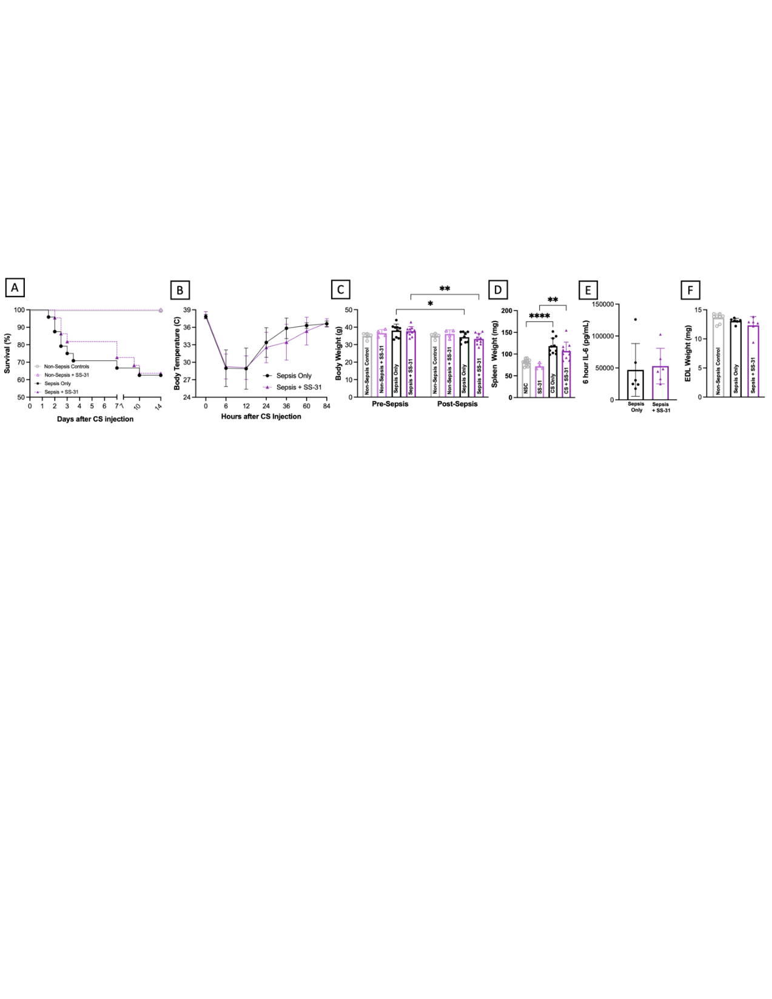 A
Survival (%)
100
90
80
70
60
50
0 1 2 3 4 5 6 7 7 10 14
Days after CS injection
Non-Sepsis Controls
Non-Sepsis + SS-31
Sepsis Only
Sepsis + SS-31
B
Body Temperature (C)
39
36
33
30
27
24
0 6 12 24 36 60 84
Hours after CS Injection
Sepsis Only
Sepsis + SS-31
C
Body Weight (g)
50
40
30
20
10
0
**
*
Non-Sepsis Control
Non-Sepsis + SS-31
Sepsis Only
Sepsis + SS-31
Non-Sepsis Control
Non-Sepsis + SS-31
Sepsis Only
Sepsis + SS-31
Pre-Sepsis
Post-Sepsis
D
Spleen Weight (mg)
200
150
100
50
0
**
****
NSC
SS-31
CS Only
CS + SS-31
E
6 hour IL-6 (pg/mL)
150000
100000
50000
0
Sepsis
Only
Sepsis
+ SS-31
F
EDL Weight (mg)
15
10
5
0
Non-Sepsis Control
Sepsis Only
Sepsis + SS-31